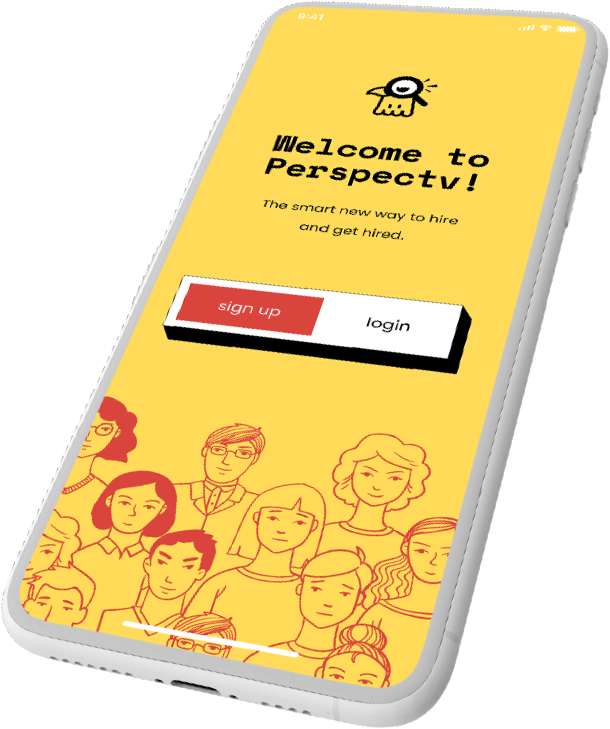 9:41
Welcome to
Perspectv!
The smart new way to hire
and get hired.
sign up
login